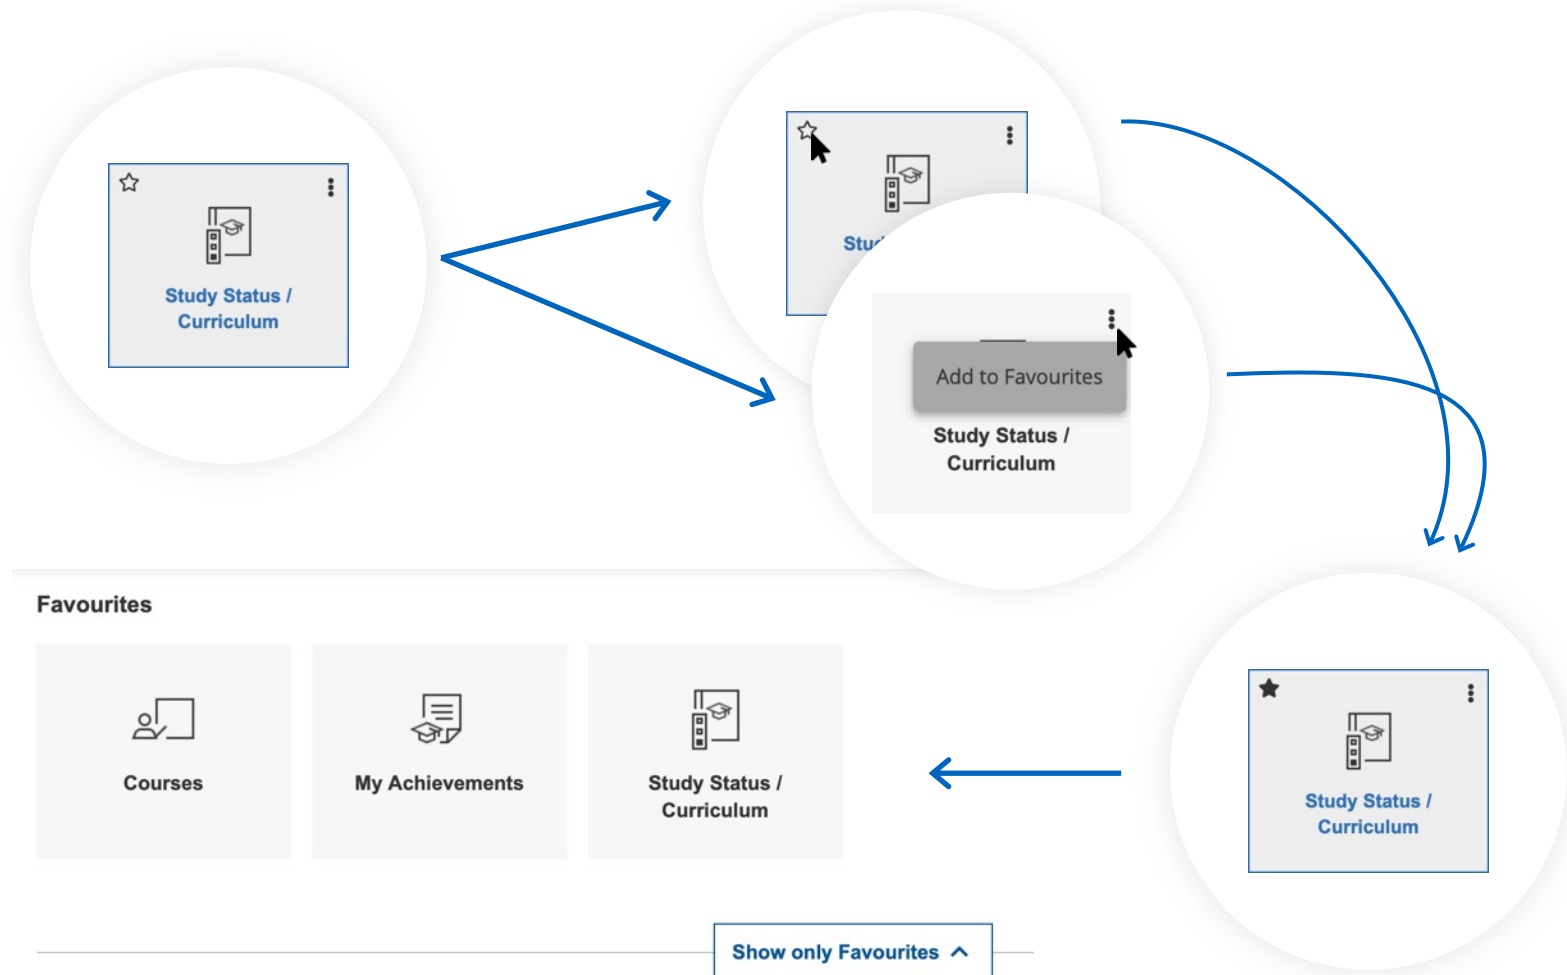 Study Status /
Curriculum
Add to Favourites
Study Status /
Curriculum
Favourites
Courses
My Achievements
Study Status /
Curriculum
Study Status /
Curriculum
Show only Favourites